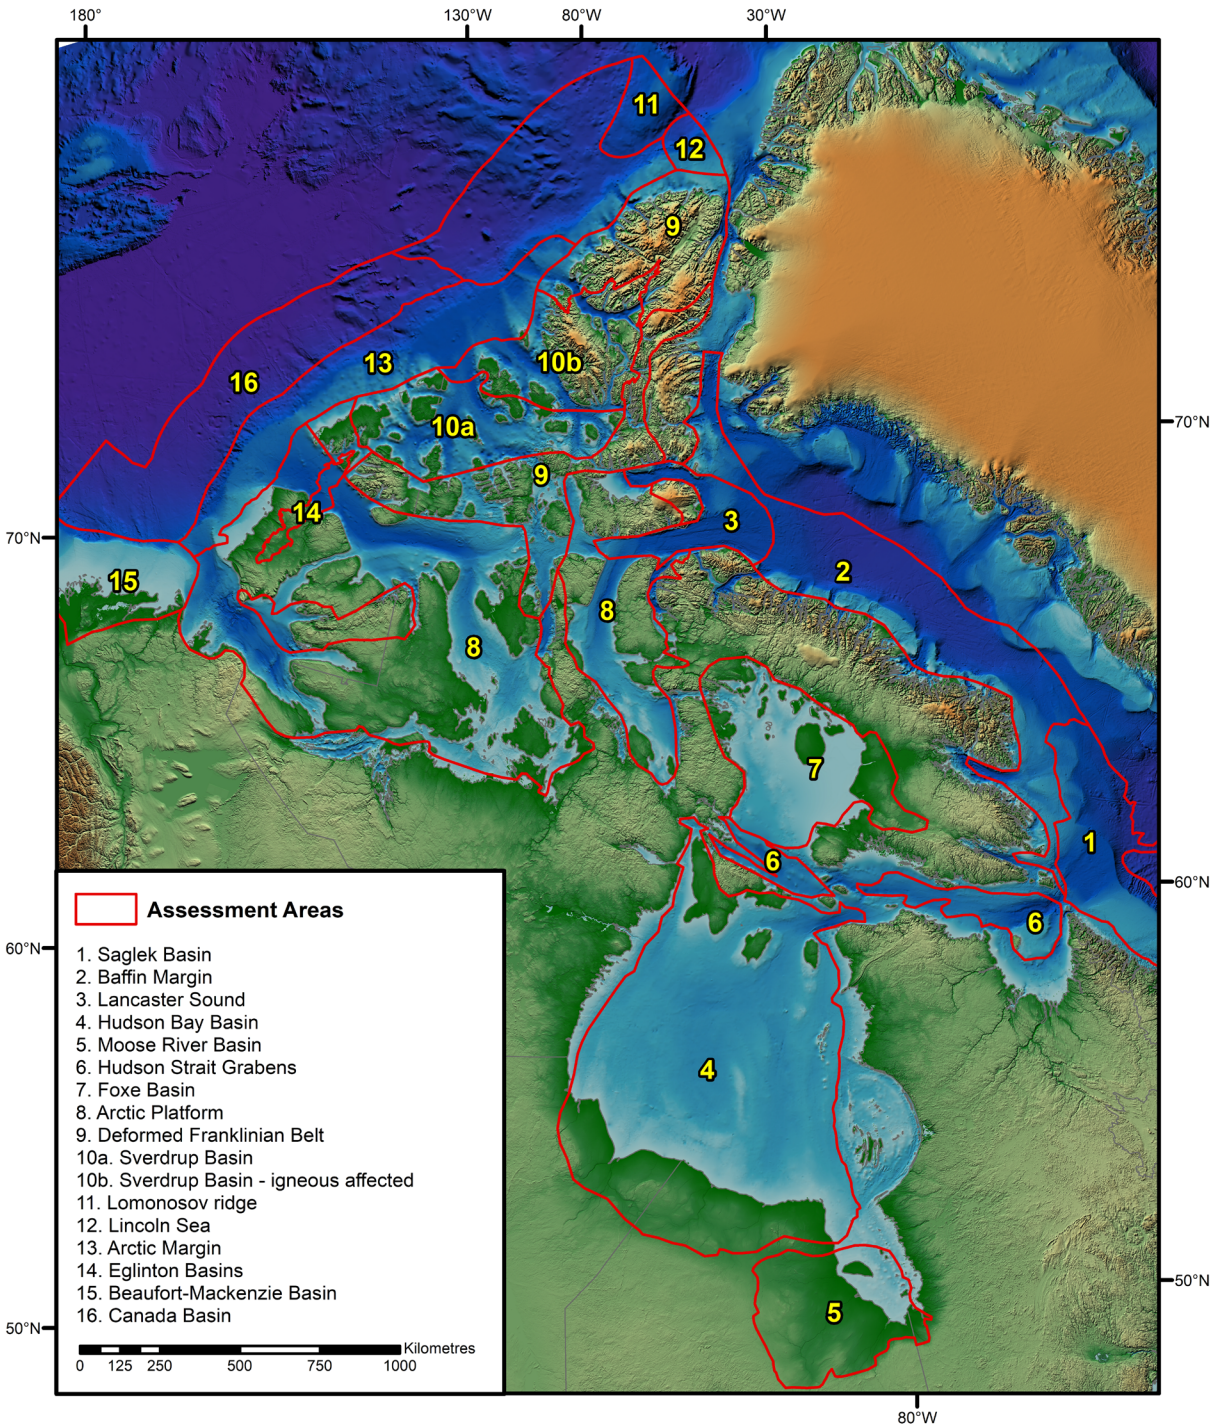 180°
130°W
80°W
30°W
11
12
9
16
13
10b
10a
70°N
9
14
3
70°N
15
2
8
8
7
1
6
60°N
6
60°N
4
50°N
5
50°N
80°W
Assessment Areas
1. Saglek Basin
2. Baffin Margin
3. Lancaster Sound
4. Hudson Bay Basin
5. Moose River Basin
6. Hudson Strait Grabens
7. Foxe Basin
8. Arctic Platform
9. Deformed Franklinian Belt
10a. Sverdrup Basin
10b. Sverdrup Basin - igneous affected
11. Lomonosov ridge
12. Lincoln Sea
13. Arctic Margin
14. Eglinton Basins
15. Beaufort-Mackenzie Basin
16. Canada Basin
Kilometres
0 125 250 500 750 1000